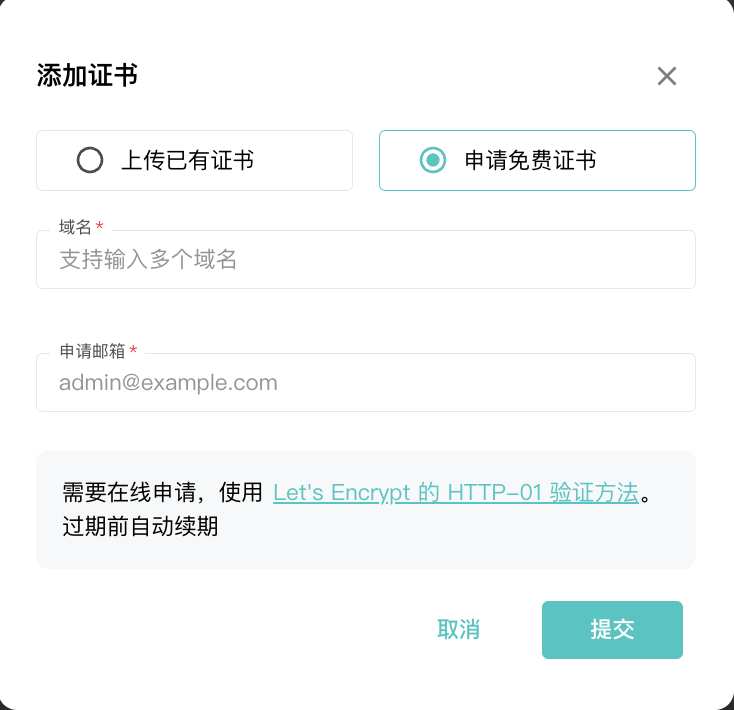 添加证书
上传已有证书
申请免费证书
域名 *
支持输入多个域名
申请邮箱 *
admin@example.com
需要在线申请，使用 Let's Encrypt 的 HTTP-01 验证方法。
过期前自动续期
取消
提交